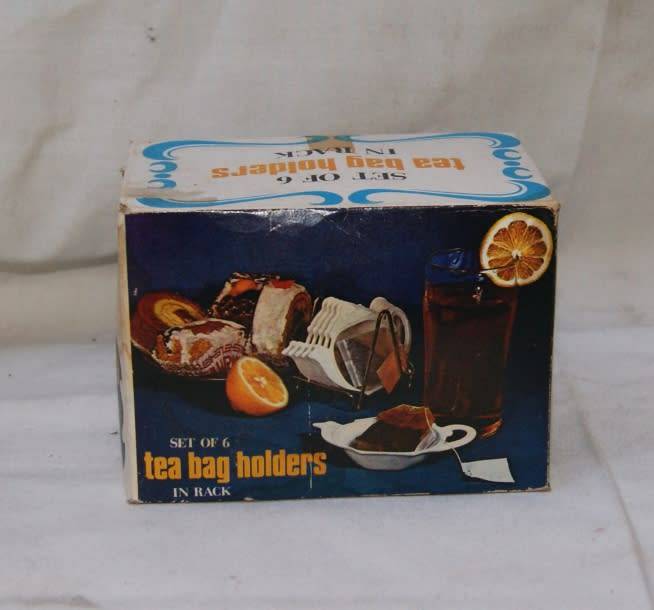 SET OF 6
tea bag holders
IN RACK
SET OF 6
tea bag holders
IN RACK